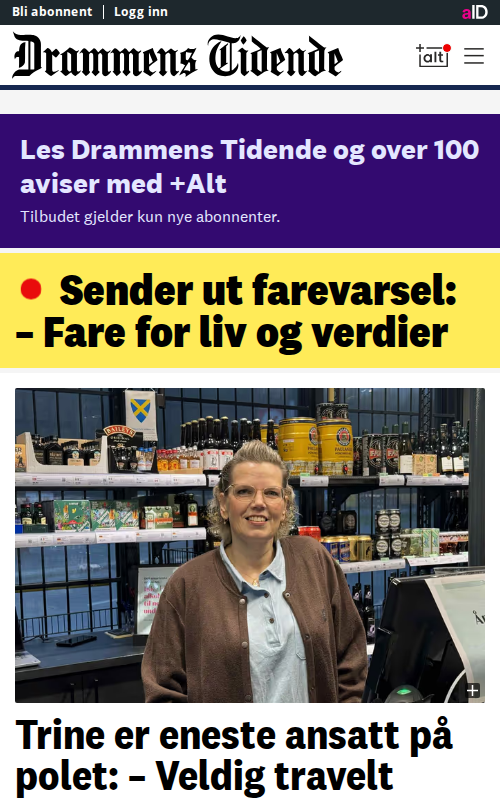 Bli abonnent | Logg inn
aID
Drammens Tidende
+alt
Les Drammens Tidende og over 100
aviser med +Alt
Tilbudet gjelder kun nye abonnenter.
Sender ut farevarsel:
– Fare for liv og verdier
BAILEYS
Trine er eneste ansatt på
polet: – Veldig travelt